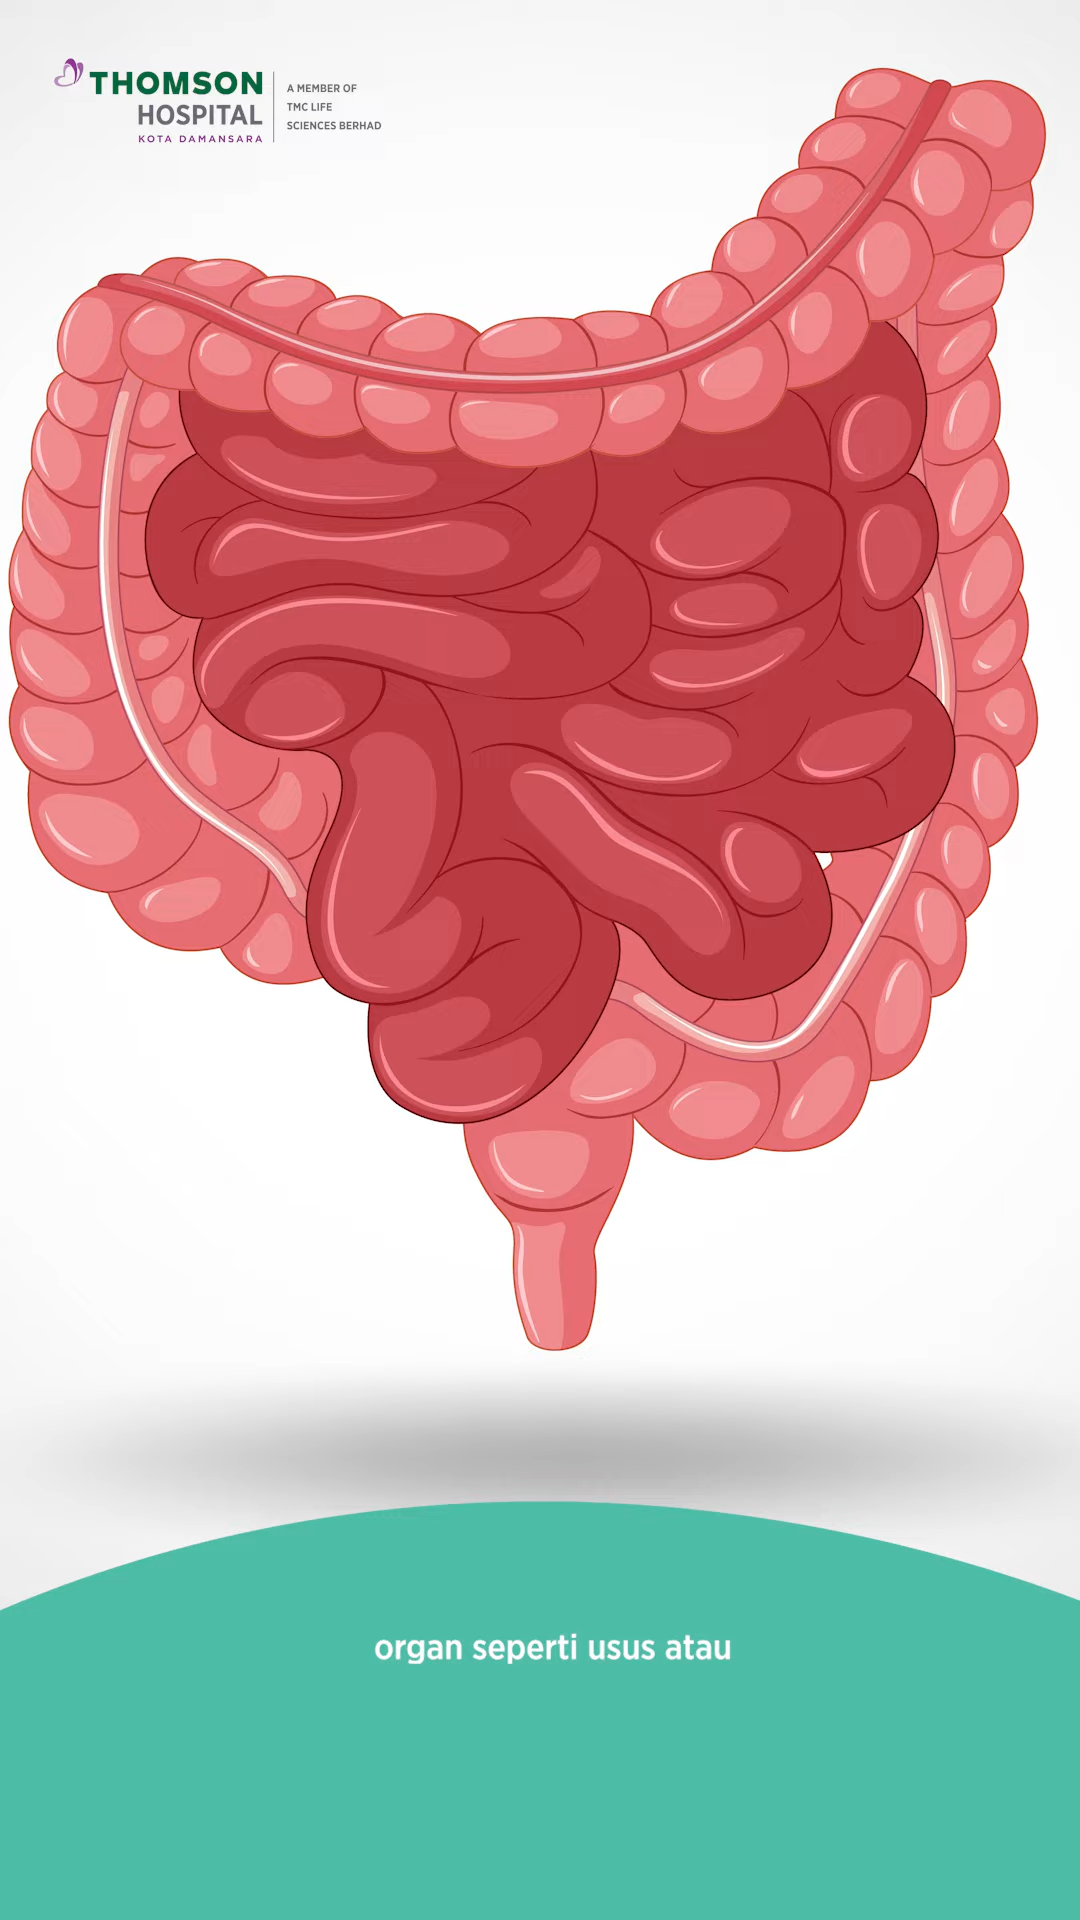 THOMSON
HOSPITAL
KOTA DAMANSARA
A MEMBER OF
TMC LIFE
SCIENCES BERHAD
organ seperti usus atau